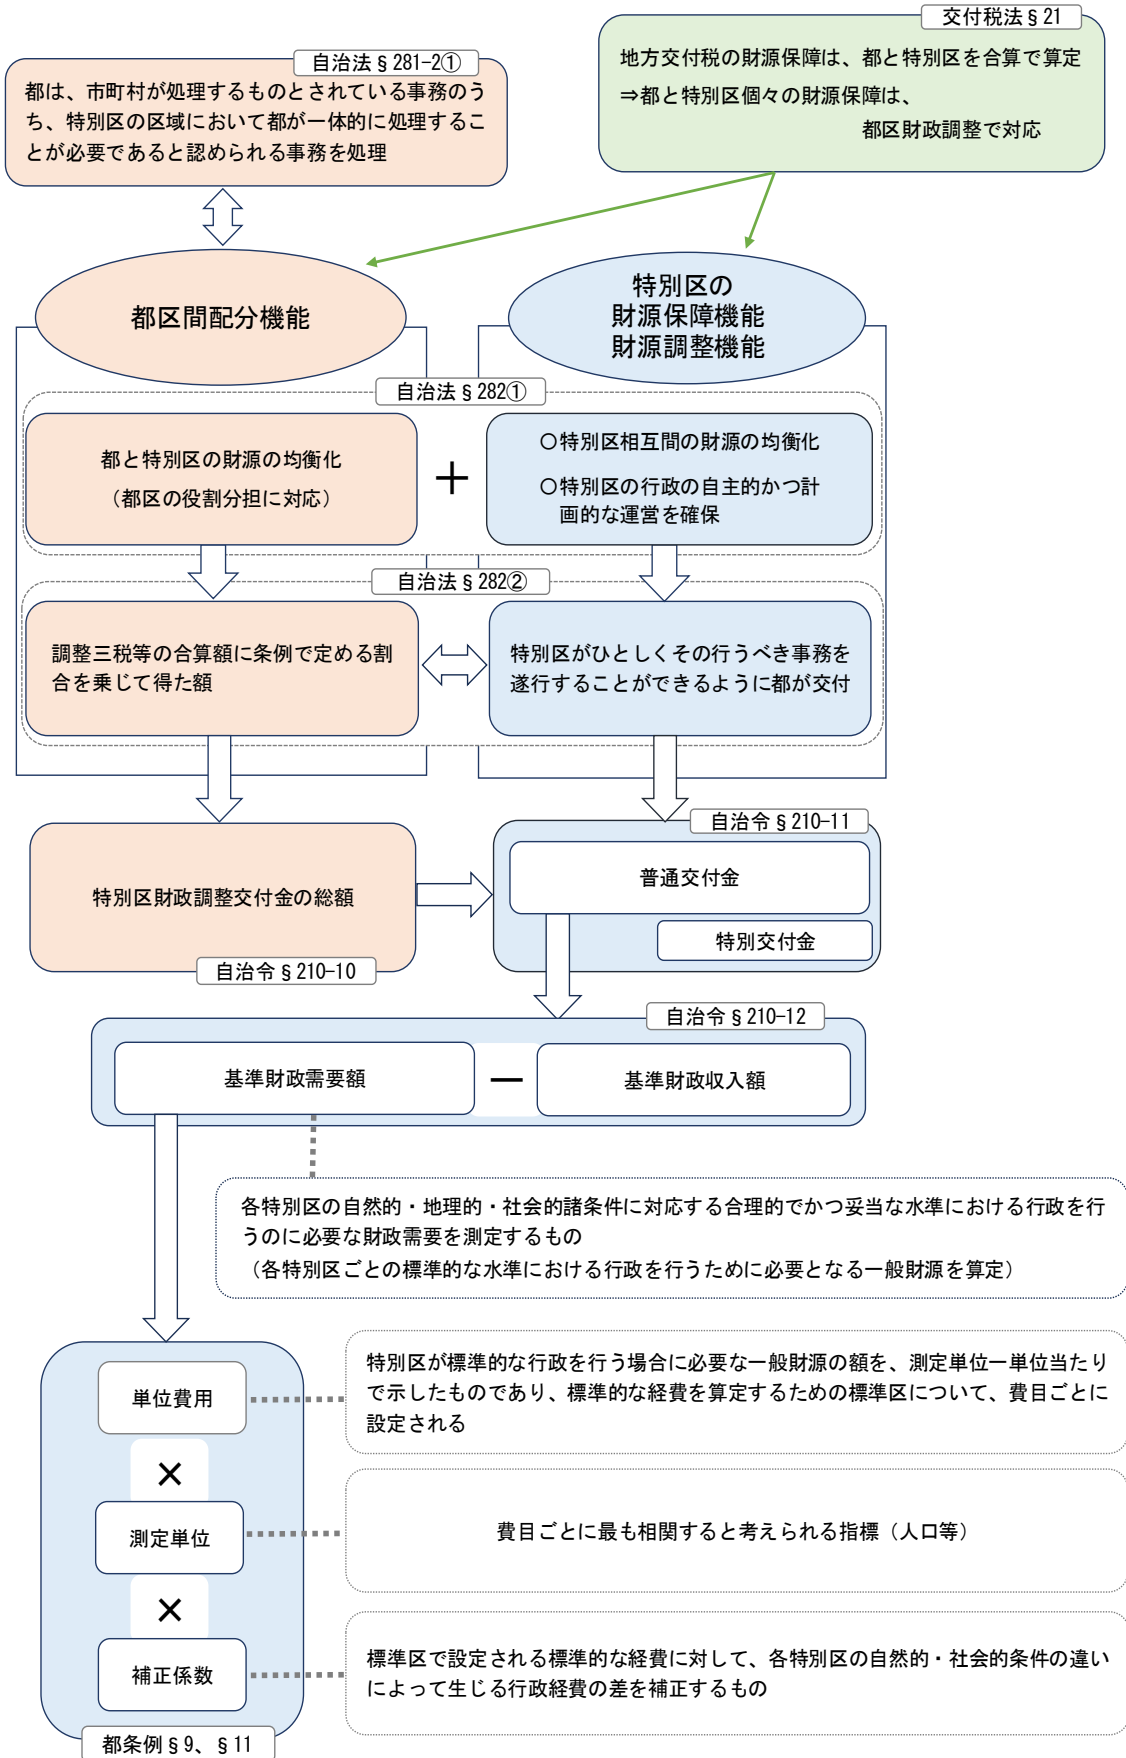 自治法§281-2①
都は、市町村が処理するものとされている事務のう
ち、特別区の区域において都が一体的に処理するこ
とが必要であると認められる事務を処理
交付税法§21
地方交付税の財源保障は、都と特別区を合算で算定
⇒都と特別区個々の財源保障は、
都区財政調整で対応
都区間配分機能
特別区の
財源保障機能
財源調整機能
自治法§282①
都と特別区の財源の均衡化
(都区の役割分担に対応)
＋
○特別区相互間の財源の均衡化
○特別区の行政の自主的かつ計
画的な運営を確保
自治法§282②
調整三税等の合算額に条例で定める割
合を乗じて得た額
特別区がひとしくその行うべき事務を
遂行することができるように都が交付
特別区財政調整交付金の総額
自治令§210-10
自治令§210-11
普通交付金
特別交付金
自治令§210-12
基準財政需要額
－
基準財政収入額
各特別区の自然的・地理的・社会的諸条件に対応する合理的でかつ妥当な水準における行政を行
うのに必要な財政需要を測定するもの
(各特別区ごとの標準的な水準における行政を行うために必要となる一般財源を算定)
単位費用
特別区が標準的な行政を行う場合に必要な一般財源の額を、測定単位一単位当たり
で示したものであり、標準的な経費を算定するための標準区について、費目ごとに
設定される
×
測定単位
費目ごとに最も相関すると考えられる指標(人口等)
×
補正係数
標準区で設定される標準的な経費に対して、各特別区の自然的・社会的条件の違い
によって生じる行政経費の差を補正するもの
都条例§9、§11